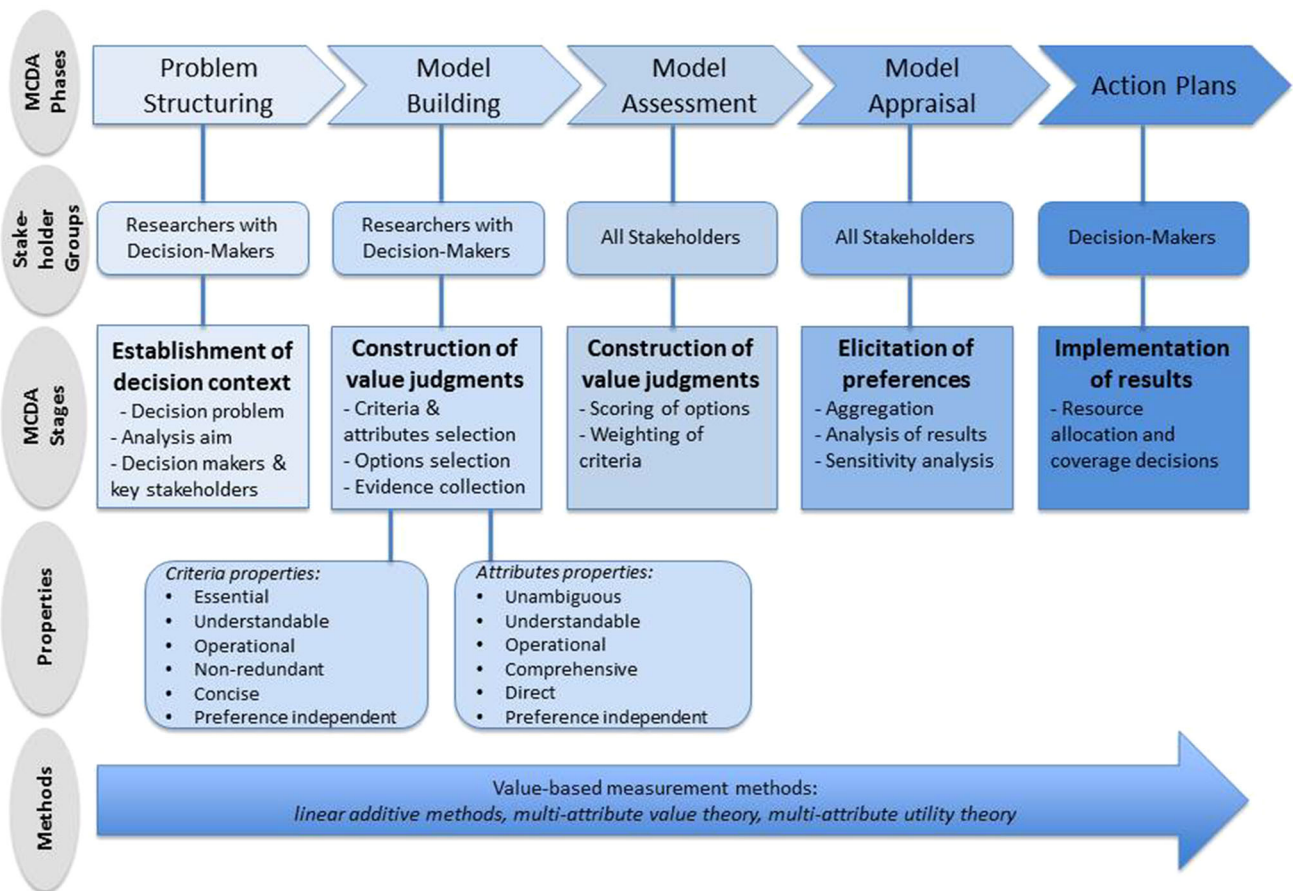 MCDA
Phases
Problem
Structuring
Model
Building
Model
Assessment
Model
Appraisal
Action Plans
Stake-
holder
Groups
Researchers with
Decision-Makers
Researchers with
Decision-Makers
All Stakeholders
All Stakeholders
Decision-Makers
MCDA
Stages
Establishment of
decision context
- Decision problem
- Analysis aim
- Decision makers &
key stakeholders
Construction of
value judgments
- Criteria &
attributes selection
- Options selection
- Evidence collection
Construction of
value judgments
- Scoring of options
- Weighting of
criteria
Elicitation of
preferences
- Aggregation
- Analysis of results
- Sensitivity analysis
Implementation
of results
- Resource
allocation and
coverage decisions
Properties
Criteria properties:
• Essential
• Understandable
• Operational
• Non-redundant
• Concise
• Preference independent
Attributes properties:
• Unambiguous
• Understandable
• Operational
• Comprehensive
• Direct
• Preference independent
Methods
Value-based measurement methods:
linear additive methods, multi-attribute value theory, multi-attribute utility theory